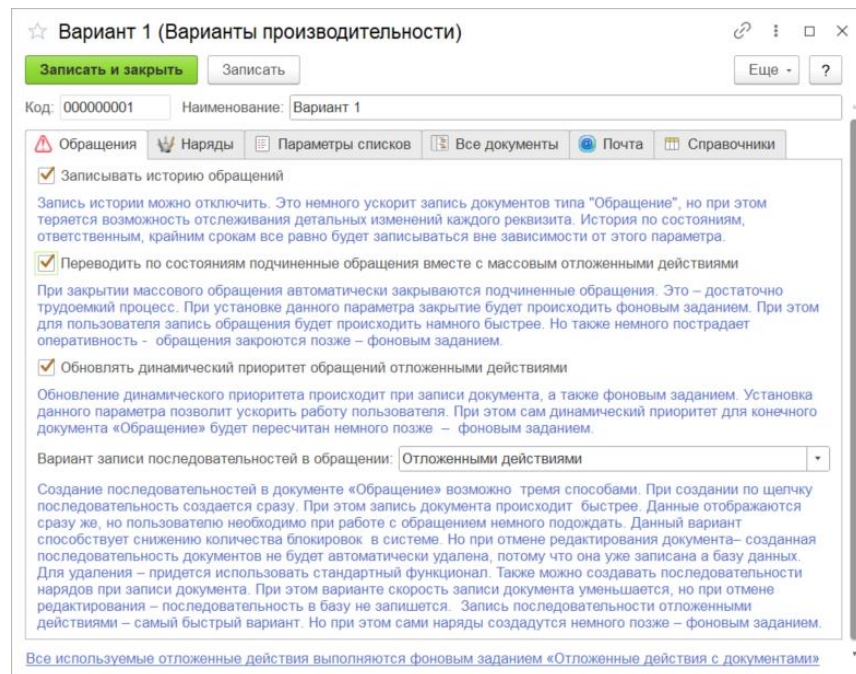 Вариант 1 (Варианты производительности)
Записать и закрыть Записать Еще ?
Код: 000000001 Наименование: Вариант 1
Обращения Наряды Параметры списков Все документы Почта Справочники
Записывать историю обращений
Запись истории можно отключить. Это немного ускорит запись документов типа "Обращение", но при этом
теряется возможность отслеживания детальных изменений каждого реквизита. История по состояниям,
ответственным, крайним срокам все равно будет записываться вне зависимости от этого параметра.
Переводить по состояниям подчиненные обращения вместе с массовым отложенными действиями
При закрытии массового обращения автоматически закрываются подчиненные обращения. Это – достаточно
трудоемкий процесс. При установке данного параметра закрытие будет происходить фоновым заданием. При этом
для пользователя запись обращения будет происходить намного быстрее. Но также немного пострадает
оперативность - обращения закроются позже – фоновым заданием.
Обновлять динамический приоритет обращений отложенными действиями
Обновление динамического приоритета происходит при записи документа, а также фоновым заданием. Установка
данного параметра позволит ускорить работу пользователя. При этом сам динамический приоритет для конечного
документа «Обращение» будет пересчитан немного позже – фоновым заданием.
Вариант записи последовательностей в обращении: Отложенными действиями
Создание последовательностей в документе «Обращение» возможно тремя способами. При создании по щелчку
последовательность создается сразу. При этом запись документа происходит быстрее. Данные отображаются
сразу же, но пользователю необходимо при работе с обращением немного подождать. Данный вариант
способствует снижению количества блокировок в системе. Но при отмене редактирования документа– созданная
последовательность документов не будет автоматически удалена, потому что она уже записана а базу данных.
Для удаления – придется использовать стандартный функционал. Также можно создавать последовательности
нарядов при записи документа. При этом варианте скорость записи документа уменьшается, но при отмене
редактирования – последовательность в базу не запишется. Запись последовательности отложенными
действиями – самый быстрый вариант. Но при этом сами наряды создадутся немного позже – фоновым заданием.
Все используемые отложенные действия выполняются фоновым заданием «Отложенные действия с документами»